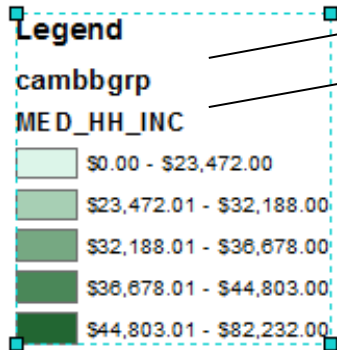 Legend
cambbgrp
MED_HH_INC
$0.00 - $23,472.00
$23,472.01 - $32,188.00
$32,188.01 - $36,678.00
$36,678.01 - $44,803.00
$44,803.01 - $82,232.00